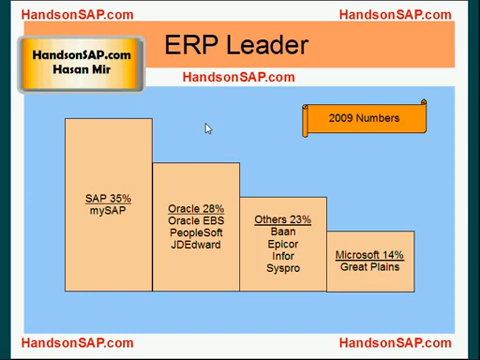 HandsonSAP.com
HandsonSAP.com
HandsonSAP.com
Hasan Mir
ERP Leader
HandsonSAP.com
2009 Numbers
SAP 35%
mySAP
Oracle 28%
Oracle EBS
PeopleSoft
JDEdward
Others 23%
Baan
Epicor
Infor
Syspro
Microsoft 14%
Great Plains
HandsonSAP.com
HandsonSAP.com